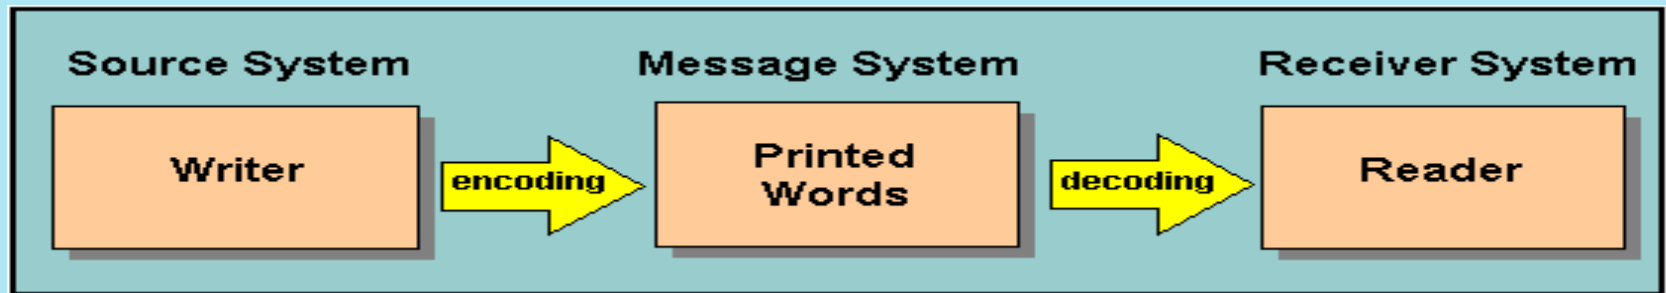 Source System
Message System
Receiver System
Writer
encoding
Printed
Words
decoding
Reader